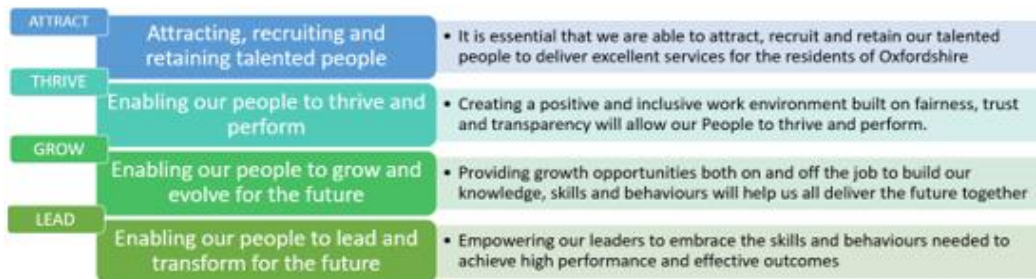 ATTRACT
Attracting, recruiting and
retaining talented people
• It is essential that we are able to attract, recruit and retain our talented
people to deliver excellent services for the residents of Oxfordshire
THRIVE
Enabling our people to thrive and
perform
• Creating a positive and inclusive work environment built on fairness, trust
and transparency will allow our People to thrive and perform.
GROW
Enabling our people to grow and
evolve for the future
• Providing growth opportunities both on and off the job to build our
knowledge, skills and behaviours will help us all deliver the future together
LEAD
Enabling our people to lead and
transform for the future
• Empowering our leaders to embrace the skills and behaviours needed to
achieve high performance and effective outcomes